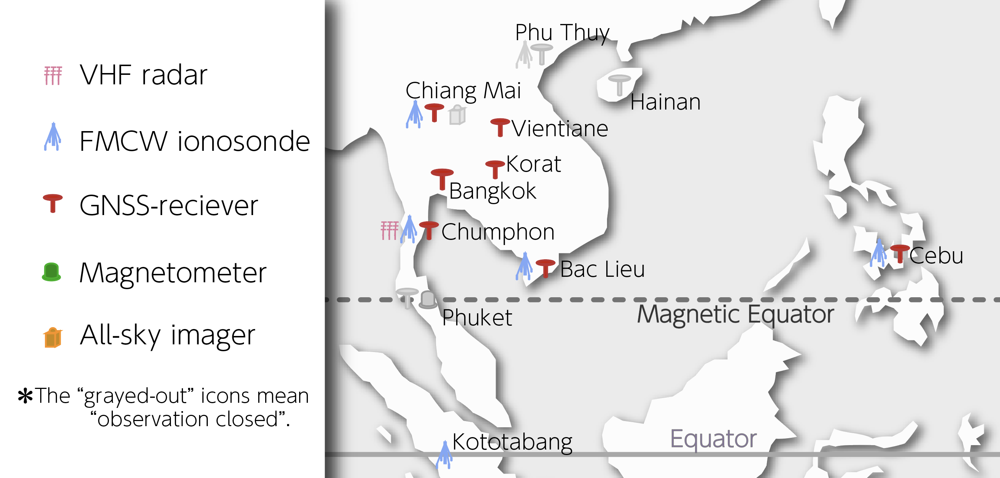 VHF radar
FMCW ionosonde
GNSS-reciever
Magnetometer
All-sky imager
✻The “grayed-out” icons mean
“observation closed”.
Phu Thuy
Chiang Mai
Hainan
Vientiane
Korat
Bangkok
Chumphon
Cebu
Bac Lieu
Phuket
Magnetic Equator
Equator
Kototabang